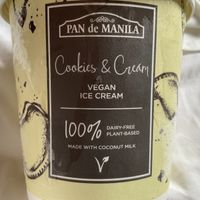 PAN de MANILA
Cookies & Cream
VEGAN
ICE CREAM
100% DAIRY-FREE
PLANT-BASED
MADE WITH COCONUT MILK
V